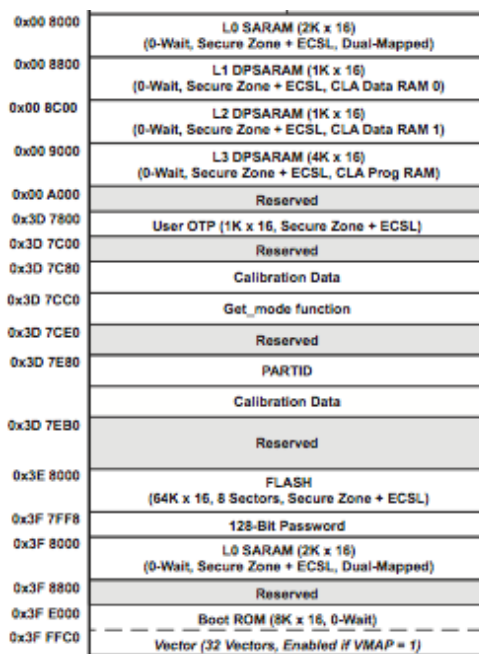 0x00 8000
L0 SARAM (2K x 16)
(0-Wait, Secure Zone + ECSL, Dual-Mapped)
0x00 8800
L1 DPSARAM (1K x 16)
(0-Wait, Secure Zone + ECSL, CLA Data RAM 0)
0x00 8C00
L2 DPSARAM (1K x 16)
(0-Wait, Secure Zone + ECSL, CLA Data RAM 1)
0x00 9000
L3 DPSARAM (4K x 16)
(0-Wait, Secure Zone + ECSL, CLA Prog RAM)
0x00 A000
Reserved
0x3D 7800
User OTP (1K x 16, Secure Zone + ECSL)
0x3D 7C00
Reserved
0x3D 7C80
Calibration Data
0x3D 7CC0
Get_mode function
0x3D 7CE0
Reserved
0x3D 7E80
PARTID
Calibration Data
0x3D 7EB0
Reserved
0x3E 8000
FLASH
(64K x 16, 8 Sectors, Secure Zone + ECSL)
0x3F 7FF8
128-Bit Password
0x3F 8000
L0 SARAM (2K x 16)
(0-Wait, Secure Zone + ECSL, Dual-Mapped)
0x3F 8800
Reserved
0x3F E000
Boot ROM (8K x 16, 0-Wait)
0x3F FFC0
Vector (32 Vectors, Enabled if VMAP = 1)